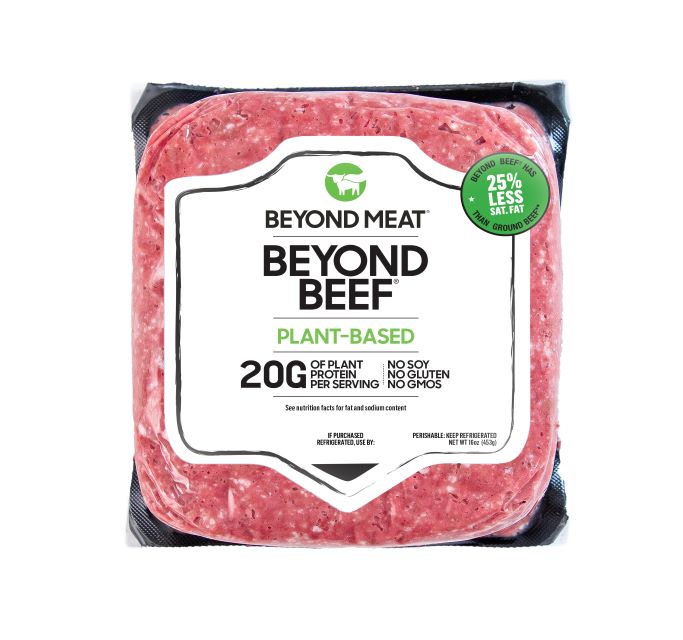 BEYOND MEAT®
BEYOND
BEEF®
PLANT-BASED
20G
OF PLANT
PROTEIN
PER SERVING
NO SOY
NO GLUTEN
NO GMOS
See nutrition facts for fat and sodium content
IF PURCHASED
REFRIGERATED, USE BY:
PERISHABLE: KEEP REFRIGERATED
NET WT 16oz (453g)
BEYOND BEEF® HAS
25%
LESS
SAT. FAT
THAN GROUND BEEF**